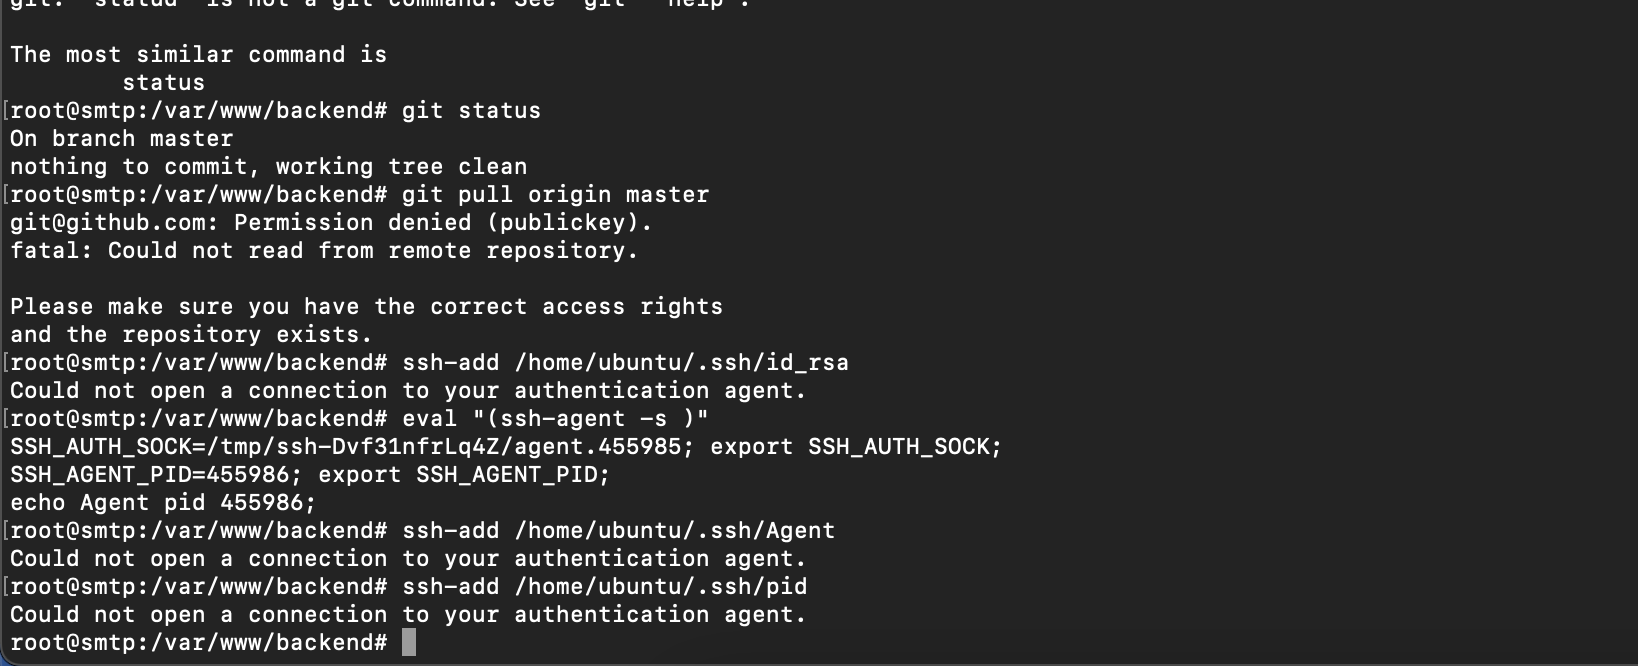 git: 'statud' is not a git command. See 'git --help'.
The most similar command is
status
[root@smtp:/var/www/backend# git status
On branch master
nothing to commit, working tree clean
[root@smtp:/var/www/backend# git pull origin master
git@github.com: Permission denied (publickey).
fatal: Could not read from remote repository.
Please make sure you have the correct access rights
and the repository exists.
[root@smtp:/var/www/backend# ssh-add /home/ubuntu/.ssh/id_rsa
Could not open a connection to your authentication agent.
[root@smtp:/var/www/backend# eval "(ssh-agent -s )"
SSH_AUTH_SOCK=/tmp/ssh-Dvf31nfrLq4Z/agent.455985; export SSH_AUTH_SOCK;
SSH_AGENT_PID=455986; export SSH_AGENT_PID;
echo Agent pid 455986;
[root@smtp:/var/www/backend# ssh-add /home/ubuntu/.ssh/Agent
Could not open a connection to your authentication agent.
[root@smtp:/var/www/backend# ssh-add /home/ubuntu/.ssh/pid
Could not open a connection to your authentication agent.
root@smtp:/var/www/backend#